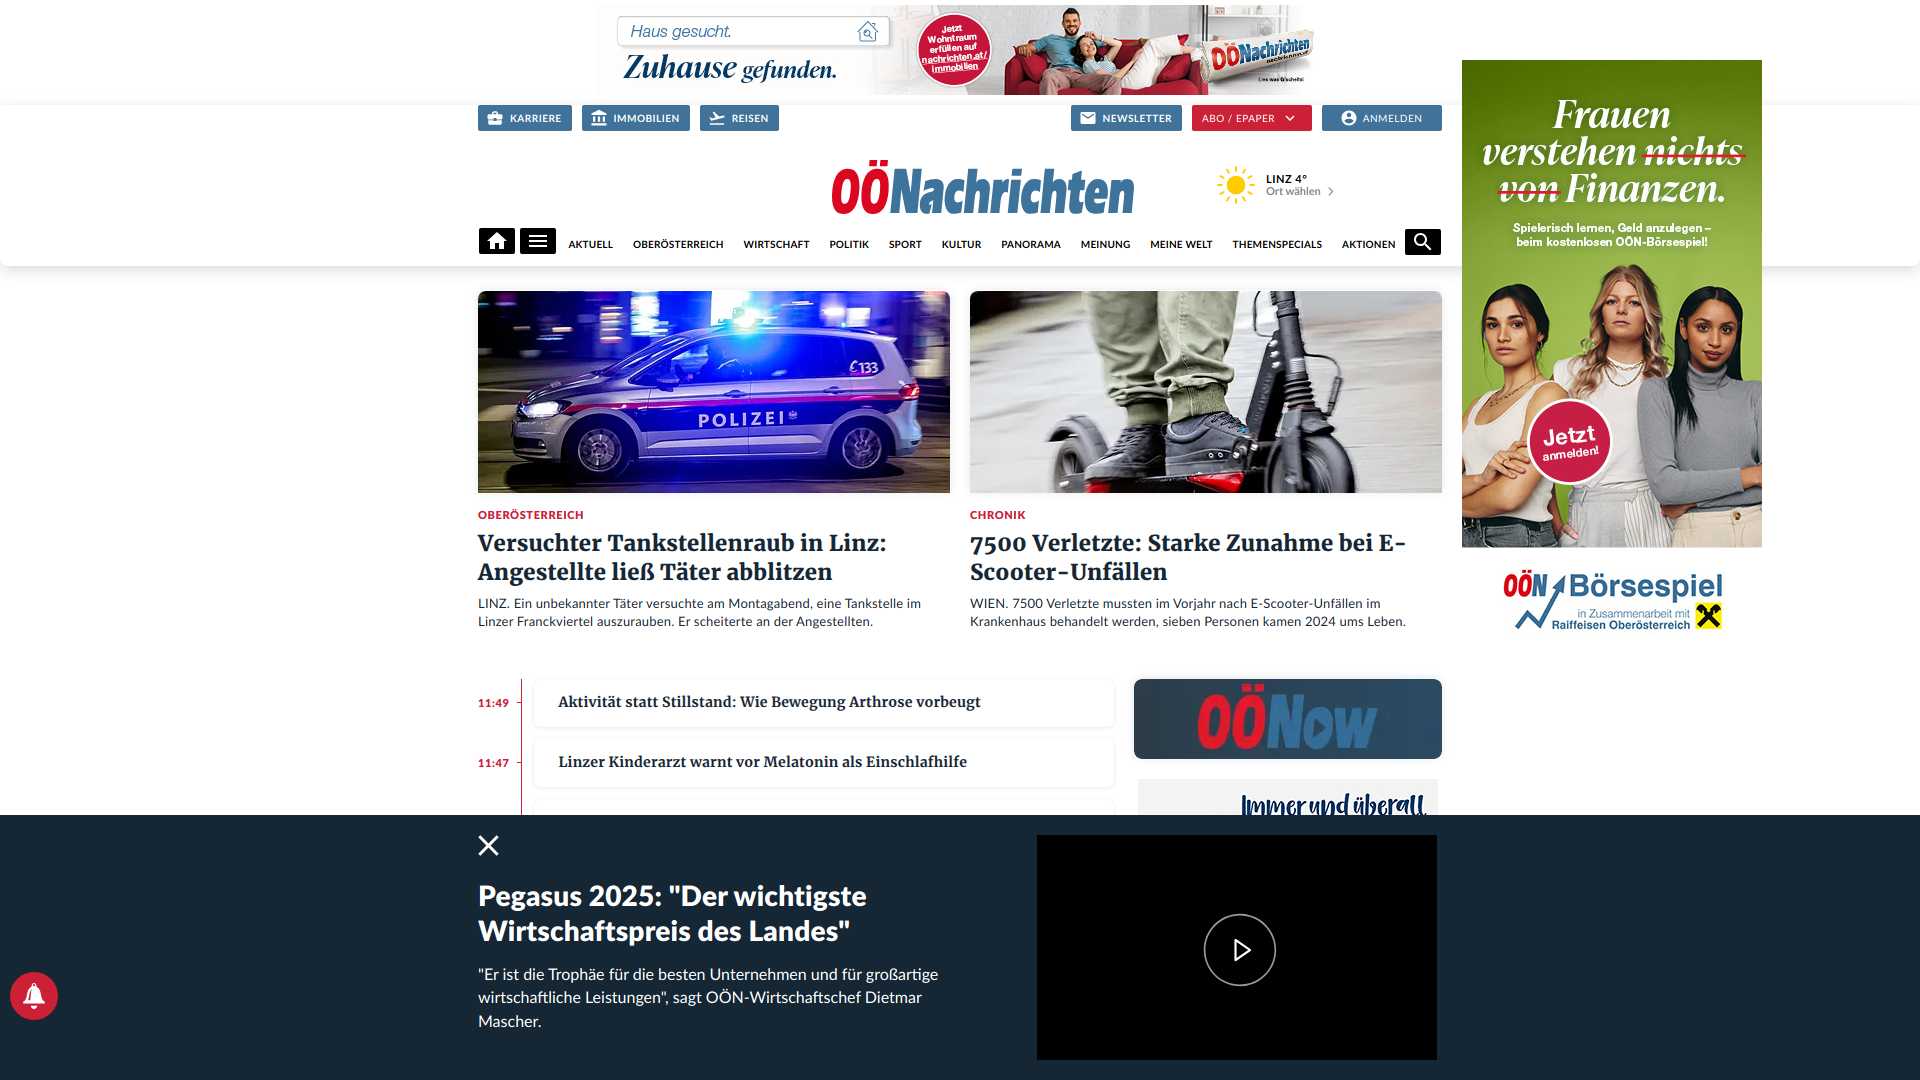 Haus gesucht.
Zuhause gefunden.
Jetzt
Wohntraum
erfüllen auf
nachrichten.at/
immobilien
OÖNachrichten
Lies was G'scheits!
KARRIERE
IMMOBILIEN
REISEN
NEWSLETTER
ABO / EPAPER
ANMELDEN
OÖNachrichten
LINZ 4°
Ort wählen
AKTUELL
OBERÖSTERREICH
WIRTSCHAFT
POLITIK
SPORT
KULTUR
PANORAMA
MEINUNG
MEINE WELT
THEMENSPECIALS
AKTIONEN
Frauen
verstehen nichts
von Finanzen.
Spielerisch lernen, Geld anzulegen –
beim kostenlosen OÖN-Börsespiel!
Jetzt
anmelden!
OÖN Börsespiel
in Zusammenarbeit mit
Raiffeisen Oberösterreich
133
POLIZEI
OBERÖSTERREICH
Versuchter Tankstellenraub in Linz:
Angestellte ließ Täter abblitzen
LINZ. Ein unbekannter Täter versuchte am Montagabend, eine Tankstelle im
Linzer Franckviertel auszurauben. Er scheiterte an der Angestellten.
CHRONIK
7500 Verletzte: Starke Zunahme bei E-
Scooter-Unfällen
WIEN. 7500 Verletzte mussten im Vorjahr nach E-Scooter-Unfällen im
Krankenhaus behandelt werden, sieben Personen kamen 2024 ums Leben.
11:49
Aktivität statt Stillstand: Wie Bewegung Arthrose vorbeugt
11:47
Linzer Kinderarzt warnt vor Melatonin als Einschlafhilfe
OÖNow
Immer und überall
Pegasus 2025: "Der wichtigste
Wirtschaftspreis des Landes"
"Er ist die Trophäe für die besten Unternehmen und für großartige
wirtschaftliche Leistungen", sagt OÖN-Wirtschaftschef Dietmar
Mascher.